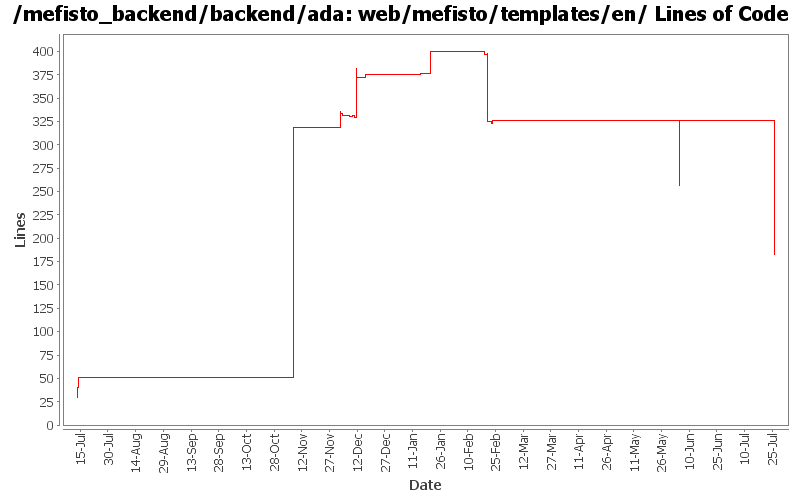 /mefisto_backend/backend/ada: web/mefisto/templates/en/ Lines of Code
400
375
350
325
300
275
250
225
200
175
150
125
100
75
50
25
0
Lines
15-Jul
30-Jul
14-Aug
29-Aug
13-Sep
28-Sep
13-Oct
28-Oct
12-Nov
27-Nov
12-Dec
27-Dec
11-Jan
26-Jan
10-Feb
25-Feb
12-Mar
27-Mar
11-Apr
26-Apr
11-May
26-May
10-Jun
25-Jun
10-Jul
25-Jul
Date